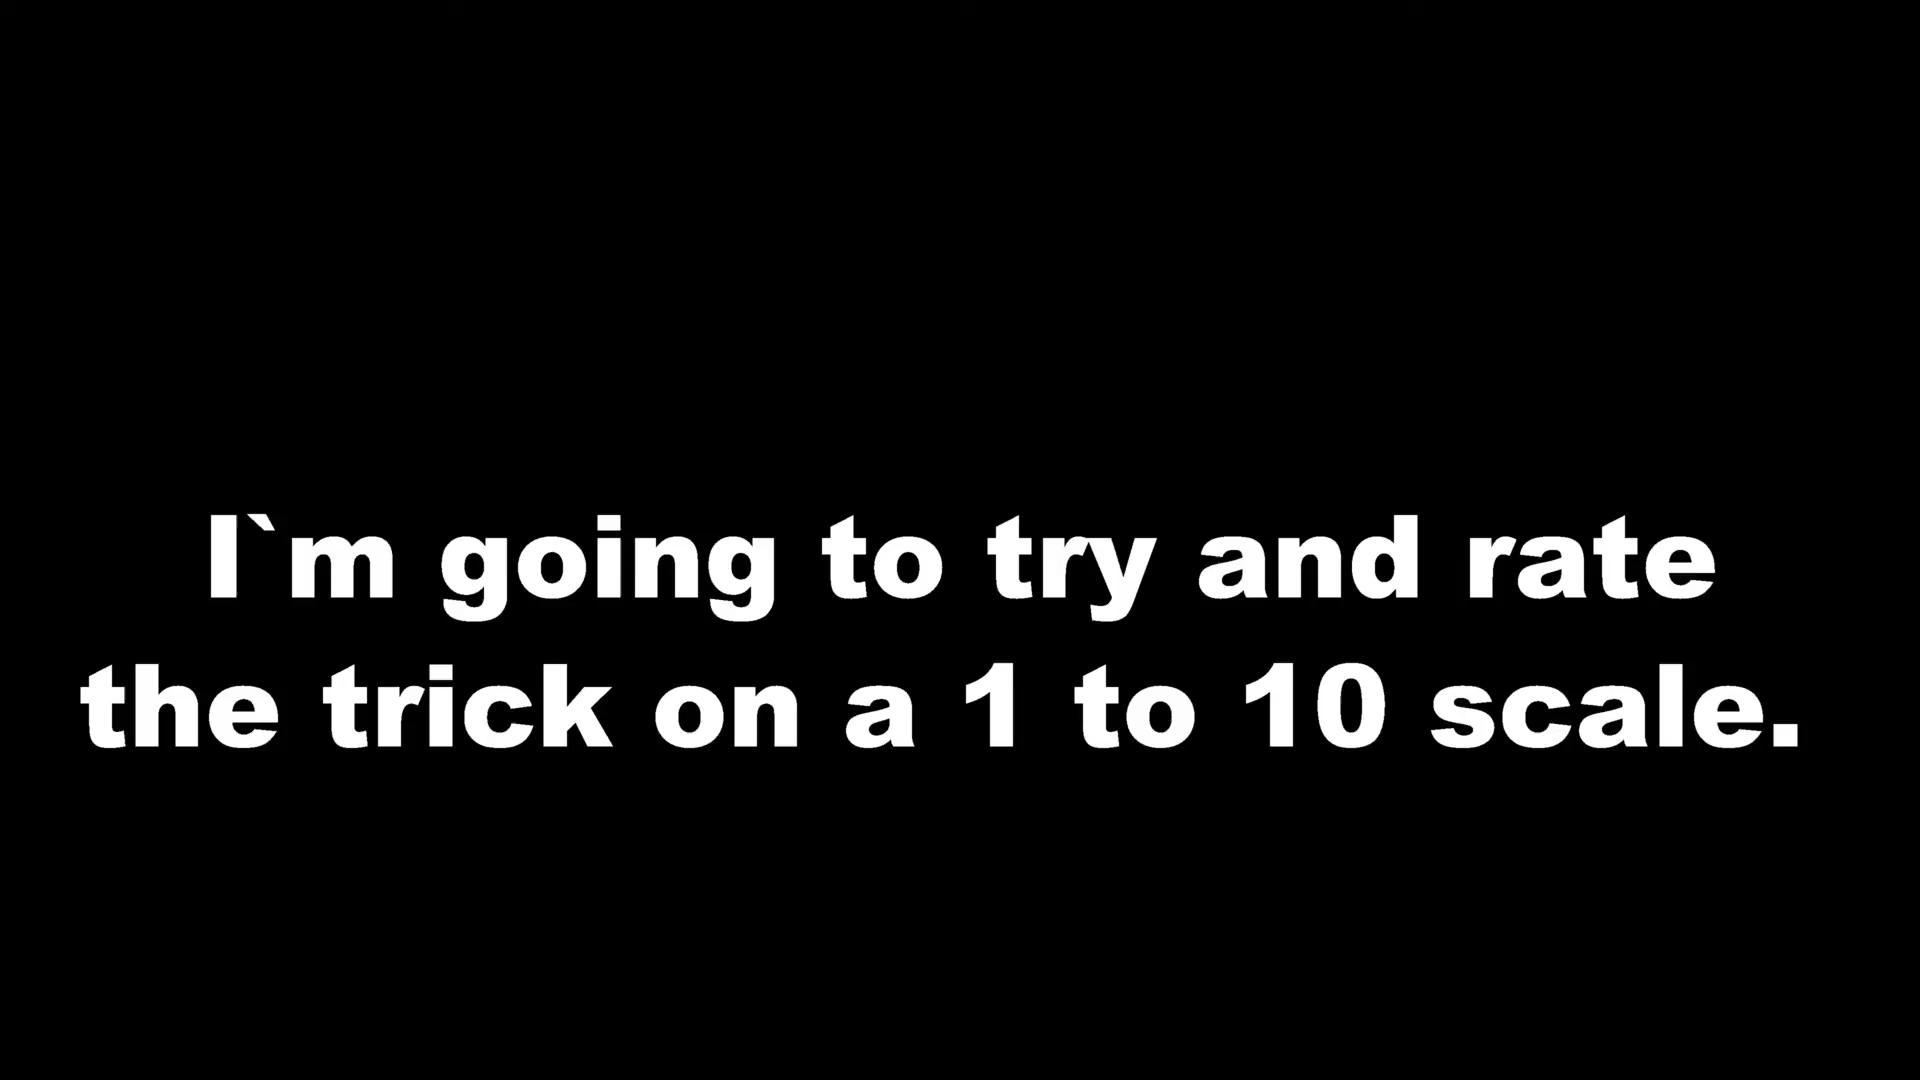 I`m going to try and rate
the trick on a 1 to 10 scale.